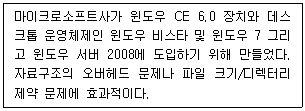 마이크로소프트사가 윈도우 CE 6.0 장치와 데스
크톱 운영체제인 윈도우 비스타 및 윈도우 7 그리
고 윈도우 서버 2008에 도입하기 위해 만들었다.
자료구조의 오버헤드 문제나 파일 크기/디렉터리
제약 문제에 효과적이다.